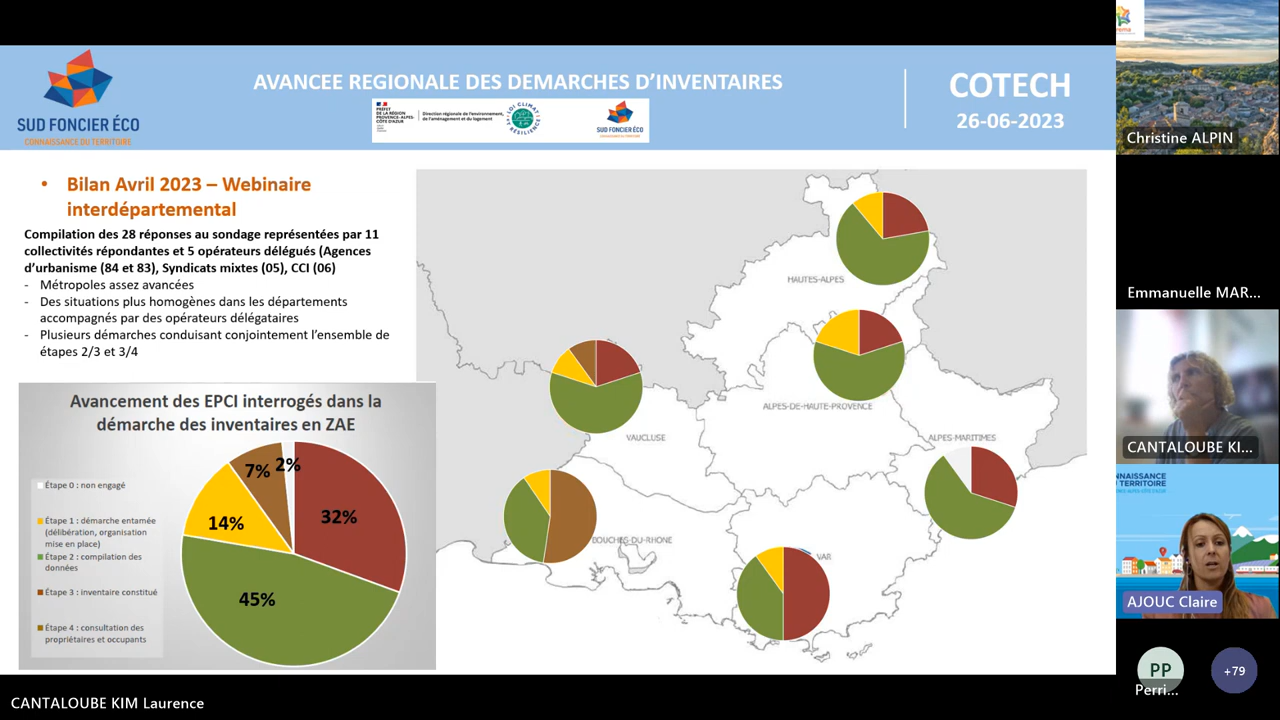 SUD FONCIER ÉCO
CONNAISSANCE DU TERRITOIRE
AVANCEE REGIONALE DES DEMARCHES D'INVENTAIRES
PRÉFET
DE LA RÉGION
PROVENCE-ALPES-
CÔTE D'AZUR
Direction régionale de l'environnement,
de l'aménagement et du logement
LOI CLIMAT
RÉSILIENCE
SUD FONCIER ÉCO
COTECH
26-06-2023
• Bilan Avril 2023 – Webinaire
interdépartemental
Compilation des 28 réponses au sondage représentées par 11
collectivités répondantes et 5 opérateurs délégués (Agences
d'urbanisme (84 et 83), Syndicats mixtes (05), CCI (06)
- Métropoles assez avancées
- Des situations plus homogènes dans les départements
accompagnés par des opérateurs délégataires
- Plusieurs démarches conduisant conjointement l'ensemble de
étapes 2/3 et 3/4
Avancement des EPCI interrogés dans la
démarche des inventaires en ZAE
Étape 0 : non engagé
Étape 1 : démarche entamée
(délibération, organisation
mise en place)
Étape 2 : compilation des
données
Étape 3 : inventaire constitué
Étape 4 : consultation des
propriétaires et occupants
7%
2%
32%
14%
45%
HAUTES-ALPES
ALPES-DE-HAUTE-PROVENCE
VAUCLUSE
ALPES-MARITIMES
BOUCHES-DU-RHONE
VAR
Christine ALPIN
Emmanuelle MAR...
CANTALOUBE KI...
NNAISSANCE DU
TERRITOIRE
AJOUC Claire
PP
Perri...
+79
CANTALOUBE KIM Laurence